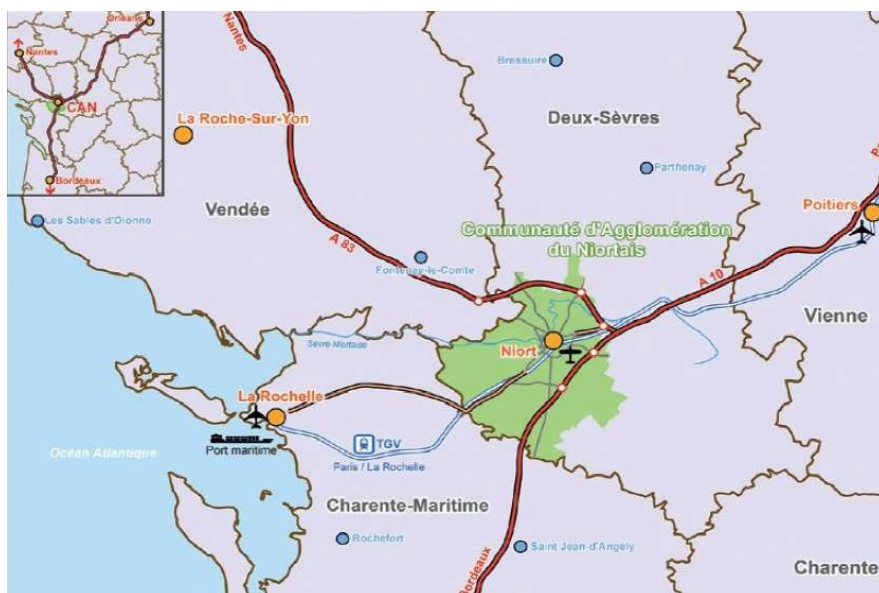 Orléans
Nantes
CAN
Bordeaux
Nantes
Bressuire
La Roche-Sur-Yon
Deux-Sèvres
Parthenay
Vendée
Poitiers
Les Sables d'Olonne
Communauté d'Agglomération
du Niortais
A 83
Fontenay-le-Comte
A 10
Vienne
Sèvre Niortaise
Niort
La Rochelle
Port maritime
TGV
Océan Atlantique
Paris / La Rochelle
Charente-Maritime
Rochefort
Saint Jean-d'Angély
Bordeaux
Charente